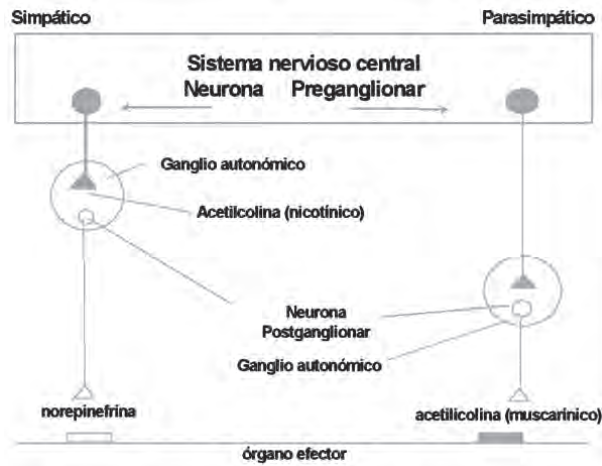 Simpático
Parasimpático
Sistema nervioso central
Neurona Preganglionar
Ganglio autonómico
Acetilcolina (nicotínico)
Neurona
Postganglionar
Ganglio autonómico
norepinefrina
acetilicolina (muscarínico)
órgano efector